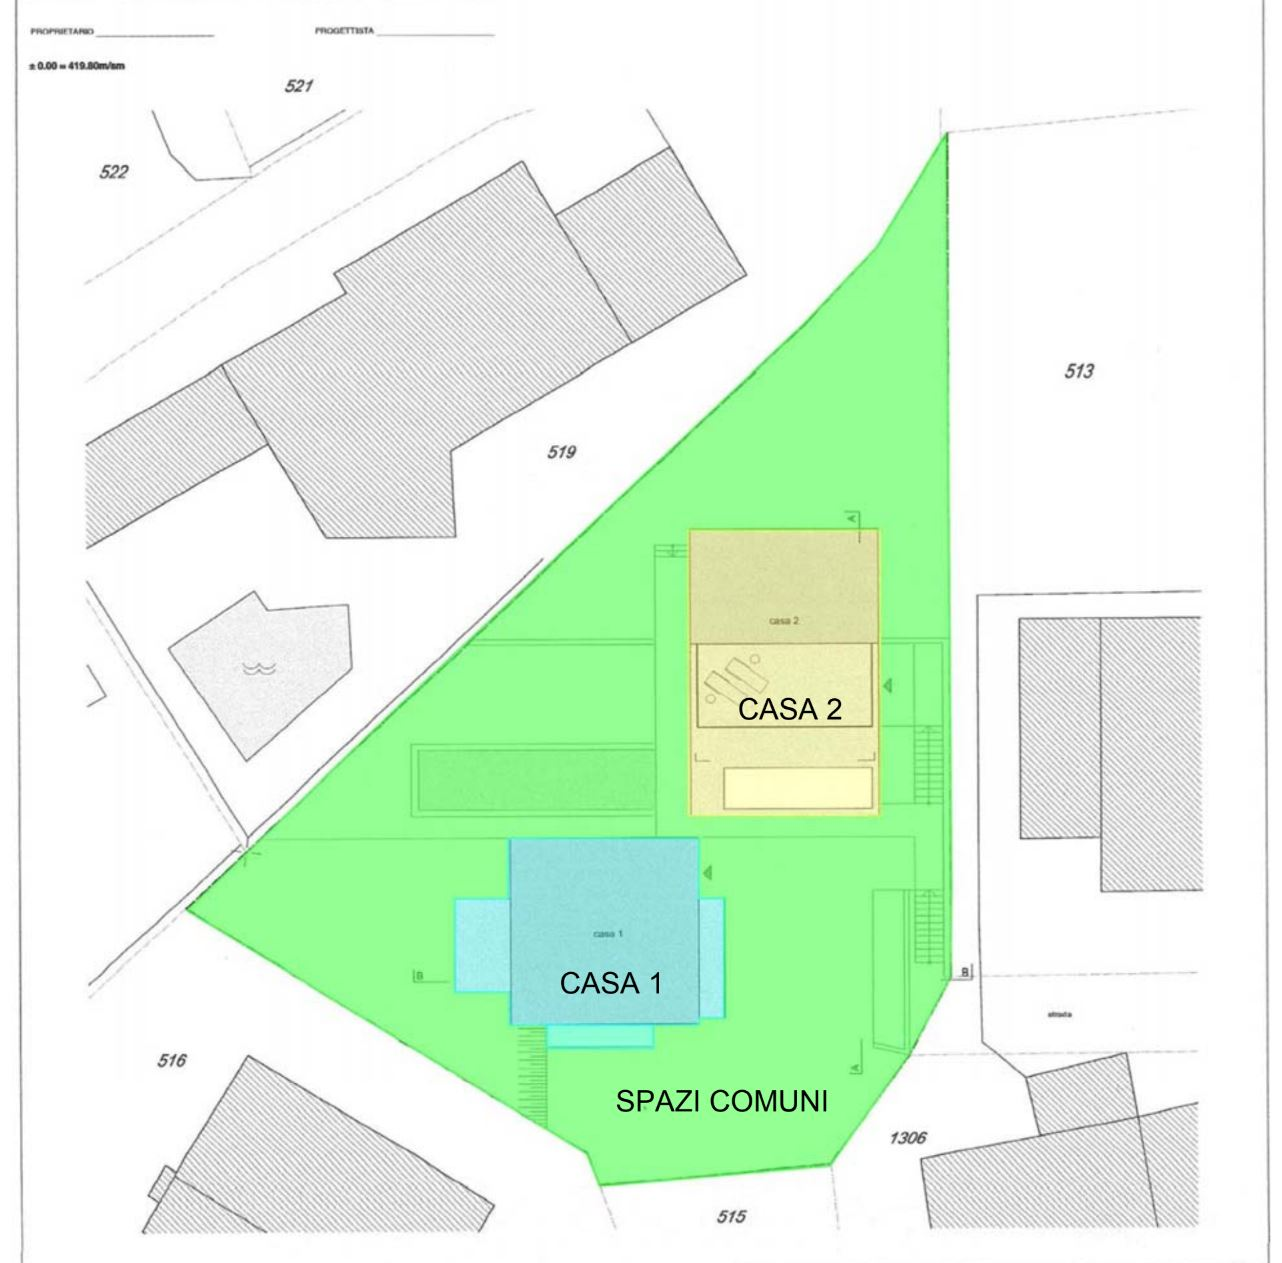 PROPRIETARIO
PROGETTISTA
± 0.00 = 419.80m/sm
521
522
513
519
A
casa 2
CASA 2
casa 1
B
CASA 1
B
strada
516
A
SPAZI COMUNI
1306
515